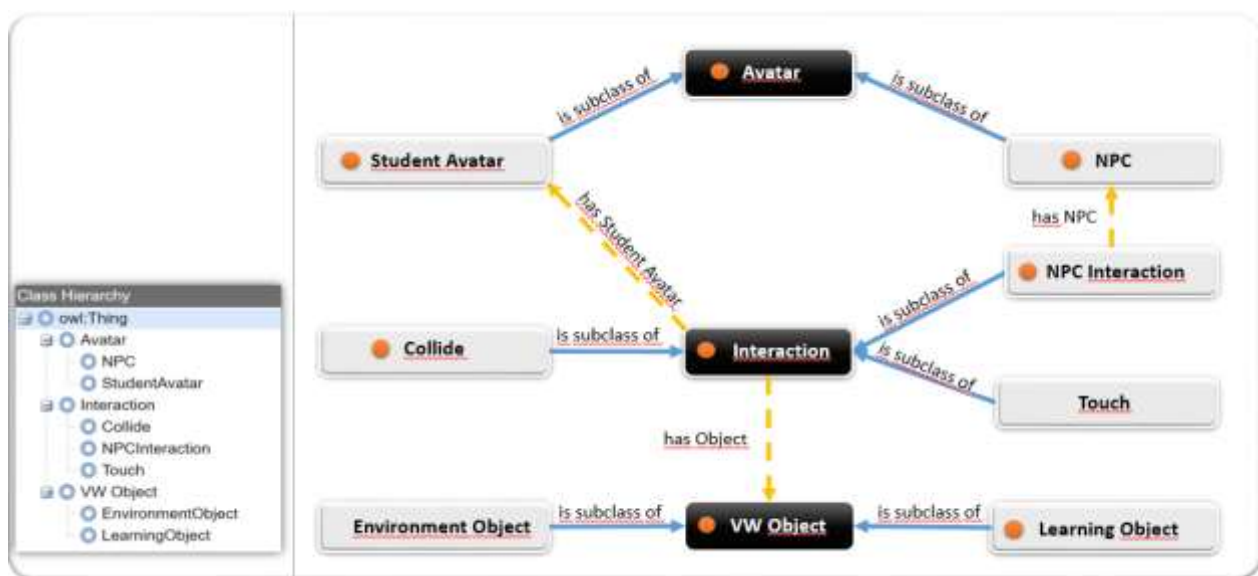 Class Hierarchy
owl:Thing
Avatar
NPC
StudentAvatar
Interaction
Collide
NPCInteraction
Touch
VW Object
EnvironmentObject
LearningObject
Avatar
is subclass of
is subclass of
Student Avatar
NPC
has Student Avatar
has NPC
NPC Interaction
is subclass of
Collide
is subclass of
Interaction
is subclass of
Touch
has Object
Environment Object
is subclass of
VW Object
is subclass of
Learning Object